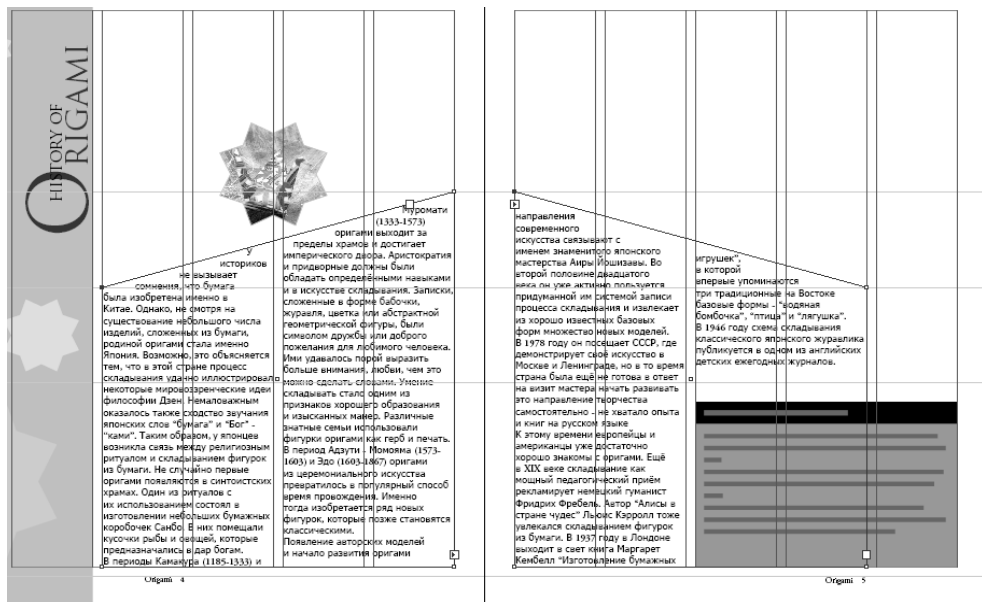 HISTORY OF
ORIGAMI
У
историков
не вызывает
сомнения, что бумага
была изобретена именно в
Китае. Однако, не смотря на
существование небольшого числа
изделий, сложенных из бумаги,
родиной оригами стала именно
Япония. Возможно, это объясняется
тем, что в этой стране процесс
складывания удачно иллюстрировал
некоторые мировоззренческие идеи
философии Дзен. Немаловажным
оказалось также сходство звучания
японских слов “бумага” и “Бог” -
“ками”. Таким образом, у японцев
возникла связь между религиозным
ритуалом и складыванием фигурок
из бумаги. Не случайно первые
оригами появляются в синтоистских
храмах. Один из ритуалов с
их использованием состоял в
изготовлении небольших бумажных
коробочек Санбо. В них помещали
кусочки рыбы и овощей, которые
предназначались в дар богам.
В периоды Камакура (1185-1333) и
Муромати
(1333-1573)
оригами выходит за
пределы храмов и достигает
имперического двора. Аристократия
и придворные должны были
обладать определёнными навыками
и в искусстве складывания. Записки,
сложенные в форме бабочки,
журавля, цветка или абстрактной
геометрической фигуры, были
символом дружбы или доброго
пожелания для любимого человека.
Ими удавалось порой выразить
больше внимания, любви, чем это
можно сделать словами. Умение
складывать стало одним из
признаков хорошего образования
и изысканных манер. Различные
знатные семьи использовали
фигурки оригами как герб и печать.
В период Адзути - Момояма (1573-
1603) и Эдо (1603-1867) оригами
из церемониального искусства
превратилось в популярный способ
время провождения. Именно
тогда изобретается ряд новых
фигурок, которые позже становятся
классическими.
Появление авторских моделей
и начало развития оригами
Origami 4
направления
современного
искусства связывают с
именем знаменитого японского
мастерства Аиры Йошизавы. Во
второй половине двадцатого
века он уже активно пользуется
придуманной им системой записи
процесса складывания и извлекает
из хорошо известных базовых
форм множество новых моделей.
В 1978 году он посещает СССР, где
демонстрирует своё искусство в
Москве и Ленинграде, но в то время
страна была ещё не готова в ответ
на визит мастера начать развивать
это направление творчества
самостоятельно - не хватало опыта
и книг на русском языке
К этому времени европейцы и
американцы уже достаточно
хорошо знакомы с оригами. Ещё
в XIX веке складывание как
мощный педагогический приём
рекламирует немецкий гуманист
Фридрих Фребель. Автор “Алисы в
стране чудес” Льюис Кэрролл тоже
увлекался складыванием фигурок
из бумаги. В 1937 году в Лондоне
выходит в свет книга Маргарет
Кембелл “Изготовление бумажных
игрушек”,
в которой
впервые упоминаются
три традиционные на Востоке
базовые формы - “водяная
бомбочка”, “птица” и “лягушка”.
В 1946 году схема складывания
классического японского журавлика
публикуется в одном из английских
детских ежегодных журналов.
Origami 5